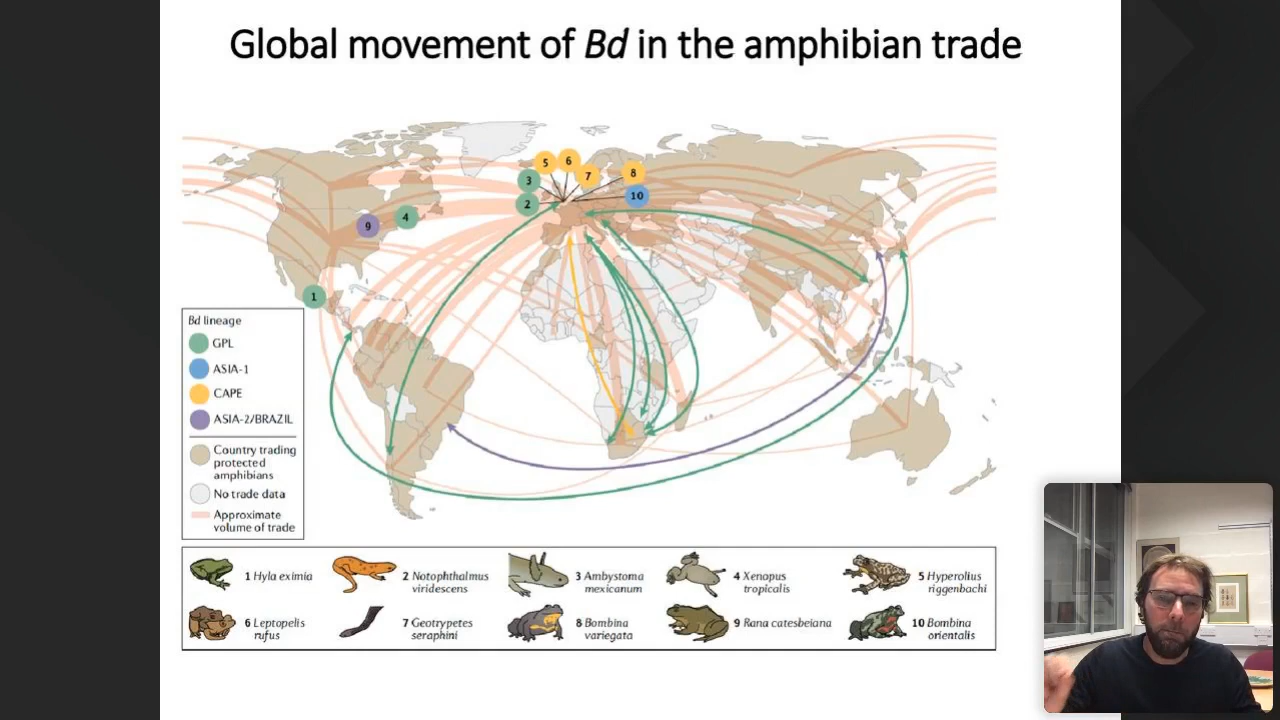 Global movement of Bd in the amphibian trade
5
6
7
8
3
2
10
9
4
1
Bd lineage
GPL
ASIA-1
CAPE
ASIA-2/BRAZIL
Country trading
protected
amphibians
No trade data
Approximate
volume of trade
1 Hyla eximia
2 Notophthalmus
viridescens
3 Ambystoma
mexicanum
4 Xenopus
tropicalis
5 Hyperolius
riggenbachi
6 Leptopelis
rufus
7 Geotrypetes
seraphini
8 Bombina
variegata
9 Rana catesbeiana
10 Bombina
orientalis